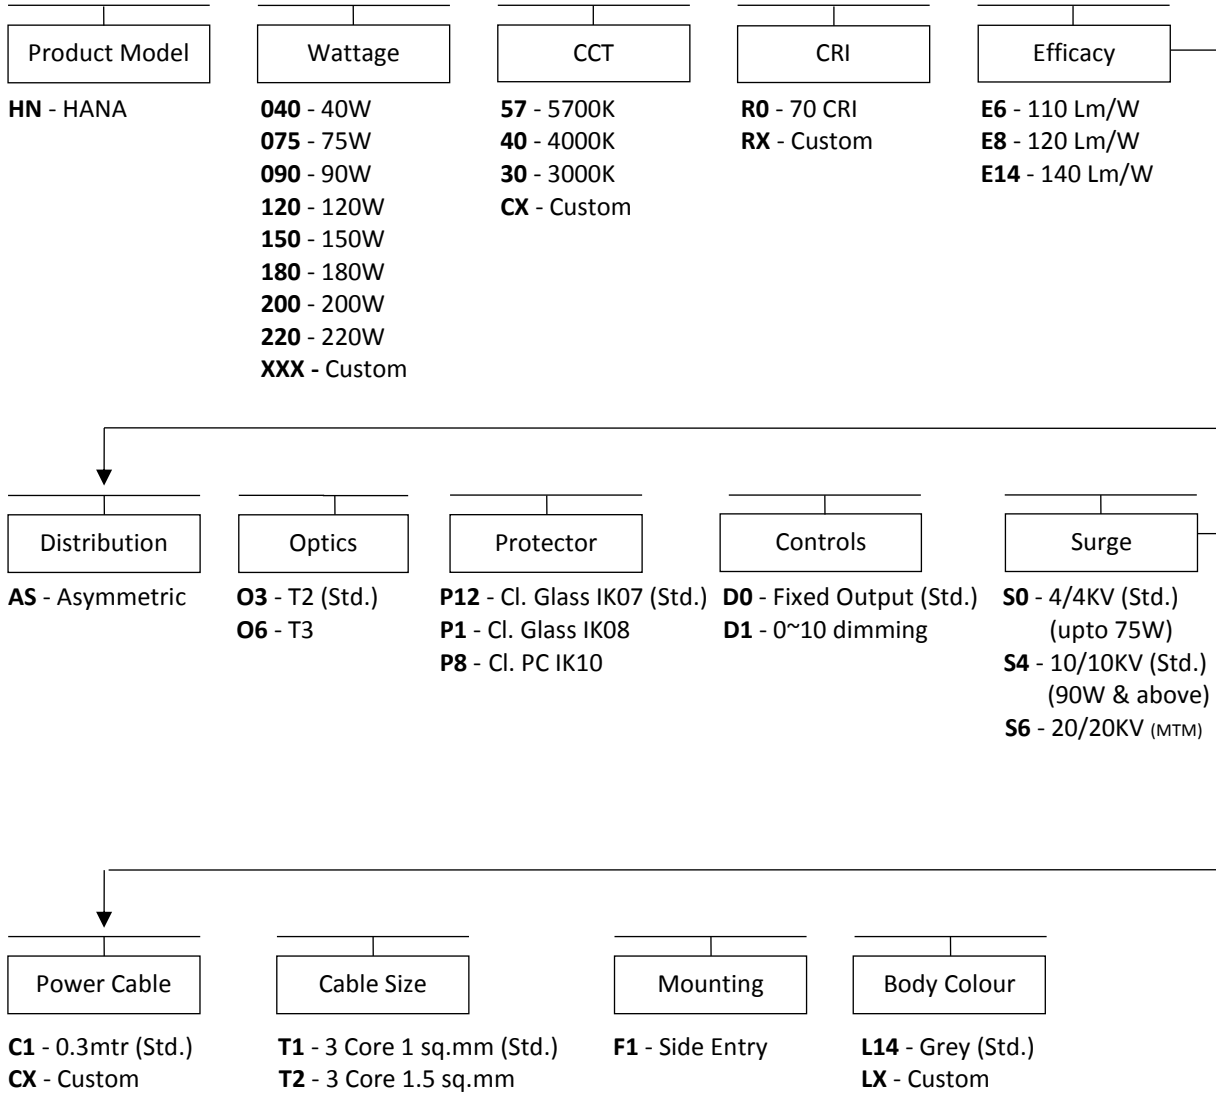 Product Model
Wattage
CCT
CRI
Efficacy
HN - HANA
040 - 40W
075 - 75W
090 - 90W
120 - 120W
150 - 150W
180 - 180W
200 - 200W
220 - 220W
XXX - Custom
57 - 5700K
40 - 4000K
30 - 3000K
CX - Custom
R0 - 70 CRI
RX - Custom
E6 - 110 Lm/W
E8 - 120 Lm/W
E14 - 140 Lm/W
Distribution
Optics
Protector
Controls
Surge
AS - Asymmetric
O3 - T2 (Std.)
O6 - T3
P12 - Cl. Glass IK07 (Std.)
P1 - Cl. Glass IK08
P8 - Cl. PC IK10
D0 - Fixed Output (Std.)
D1 - 0~10 dimming
S0 - 4/4KV (Std.)
(upto 75W)
S4 - 10/10KV (Std.)
(90W & above)
S6 - 20/20KV (MTM)
Power Cable
Cable Size
Mounting
Body Colour
C1 - 0.3mtr (Std.)
CX - Custom
T1 - 3 Core 1 sq.mm (Std.)
T2 - 3 Core 1.5 sq.mm
F1 - Side Entry
L14 - Grey (Std.)
LX - Custom